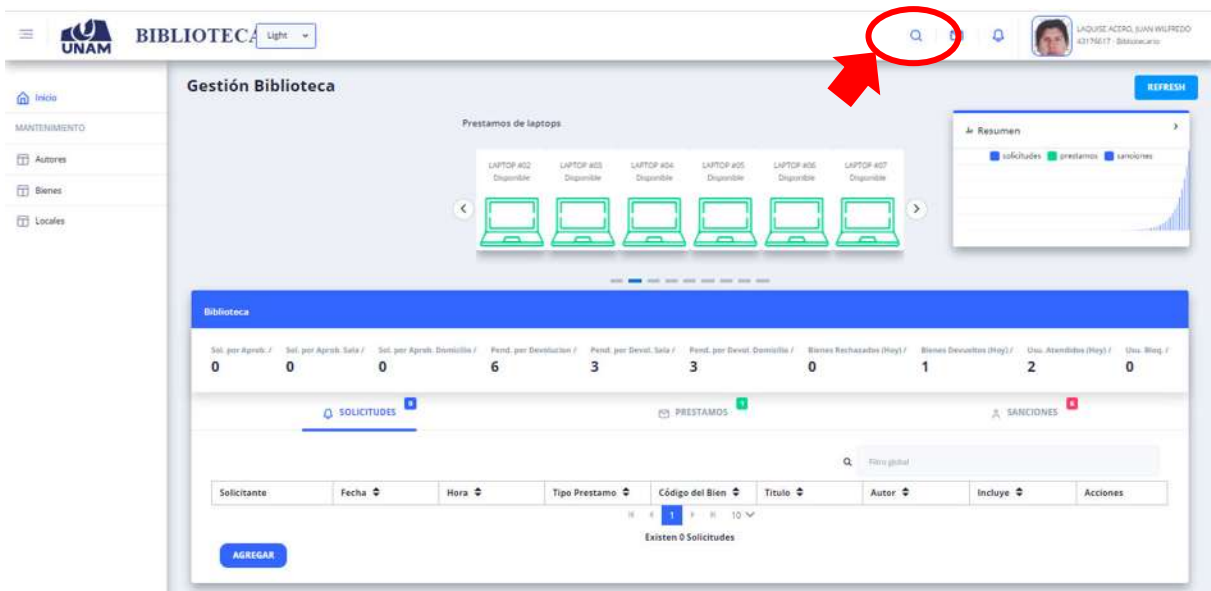 UNAM
BIBLIOTECA
Light
LAQUISE ACERO, JUAN WILFREDO
43176617 - Bibliotecario
Inicio
MANTENIMIENTO
Autores
Bienes
Locales
Gestión Biblioteca
REFRESH
Prestamos de laptops
LAPTOP #02 LAPTOP #03 LAPTOP #04 LAPTOP #05 LAPTOP #06 LAPTOP #07
Disponible Disponible Disponible Disponible Disponible Disponible
Resumen
solicitudes prestamos sanciones
Biblioteca
Sol. por Aprob. / Sol. por Aprob. Sala / Sol. por Aprob. Domicilio / Pend. por Devolucion / Pend. por Devol. Sala / Pend. por Devol. Domicilio / Bienes Rechazados (Hoy) / Bienes Devueltos (Hoy) / Usu. Atendidos (Hoy) / Usu. Bloq. /
0 0 0 6 3 3 0 1 2 0
SOLICITUDES 0 PRESTAMOS 1 SANCIONES 6
Filtro global
Solicitante Fecha Hora Tipo Prestamo Código del Bien Titulo Autor Incluye Acciones
1 10
Existen 0 Solicitudes
AGREGAR